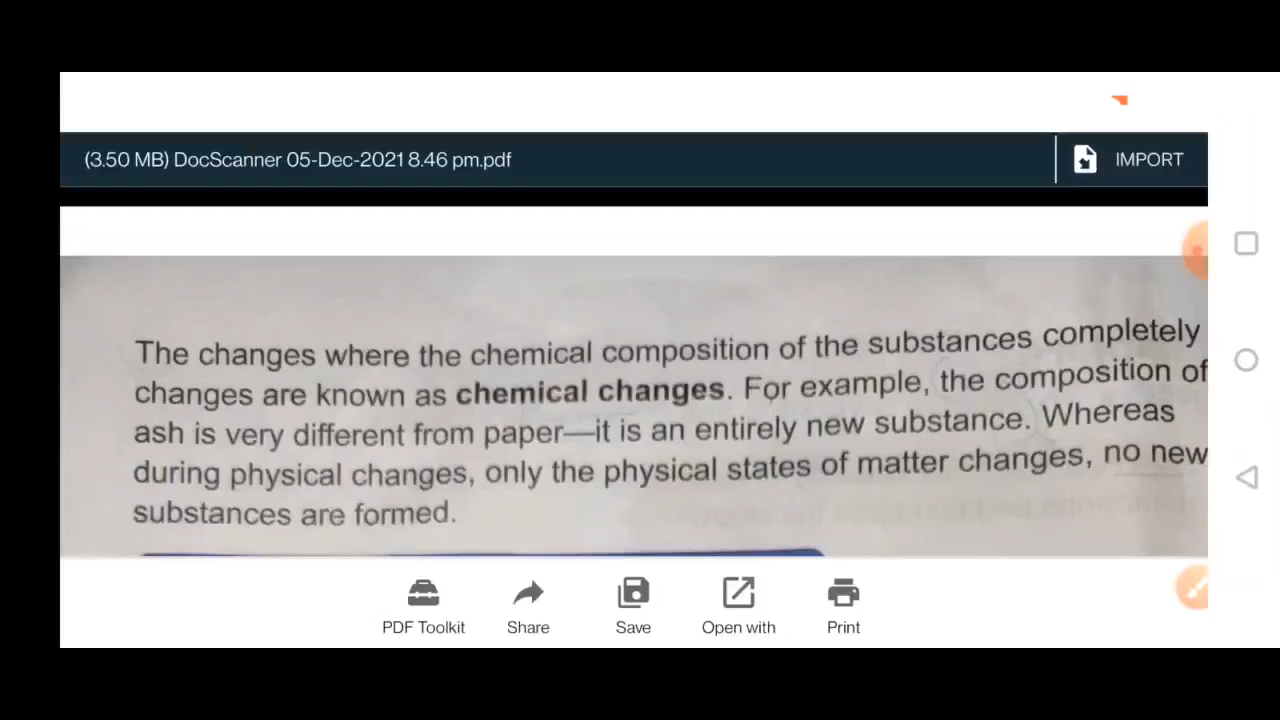 (3.50 MB) DocScanner 05-Dec-2021 8.46 pm.pdf
IMPORT
The changes where the chemical composition of the substances completely
changes are known as chemical changes. For example, the composition of
ash is very different from paper—it is an entirely new substance. Whereas
during physical changes, only the physical states of matter changes, no new
substances are formed.
PDF Toolkit
Share
Save
Open with
Print